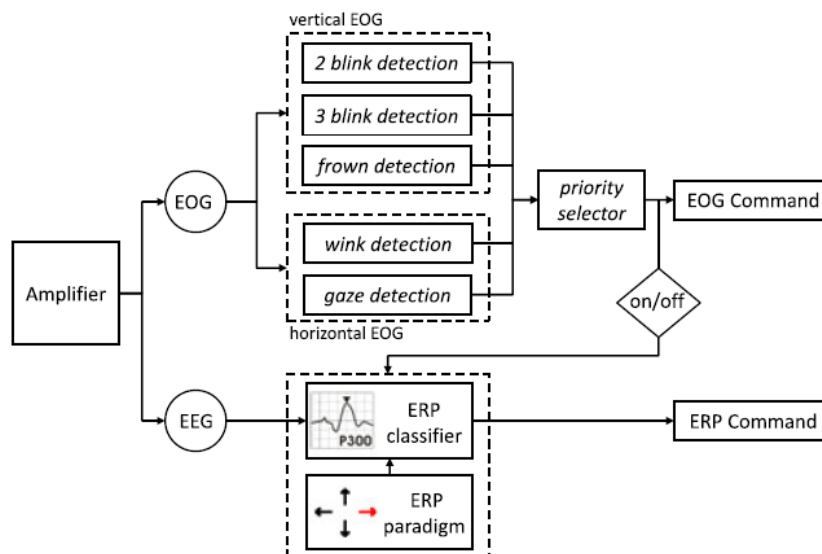 vertical EOG
2 blink detection
3 blink detection
frown detection
EOG
priority
selector
EOG Command
wink detection
gaze detection
horizontal EOG
Amplifier
on/off
EEG
P300
ERP
classifier
ERP Command
ERP
paradigm